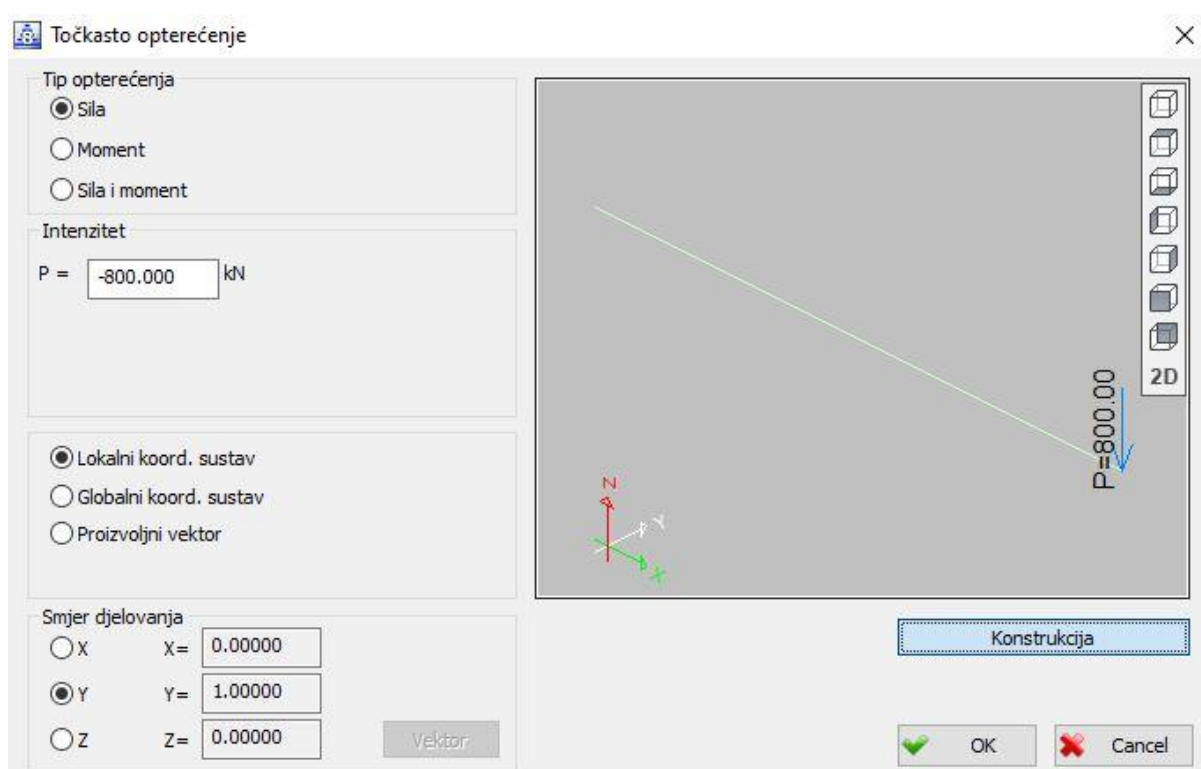 Točkasto opterećenje
Tip opterećenja
Sila
Moment
Sila i moment
Intenzitet
P = -800.000 kN
Lokalni koord. sustav
Globalni koord. sustav
Proizvoljni vektor
Smjer djelovanja
X X= 0.00000
Y Y= 1.00000
Z Z= 0.00000
Vektor
2D
P=800.00
Z
Y
X
Konstrukcija
OK
Cancel